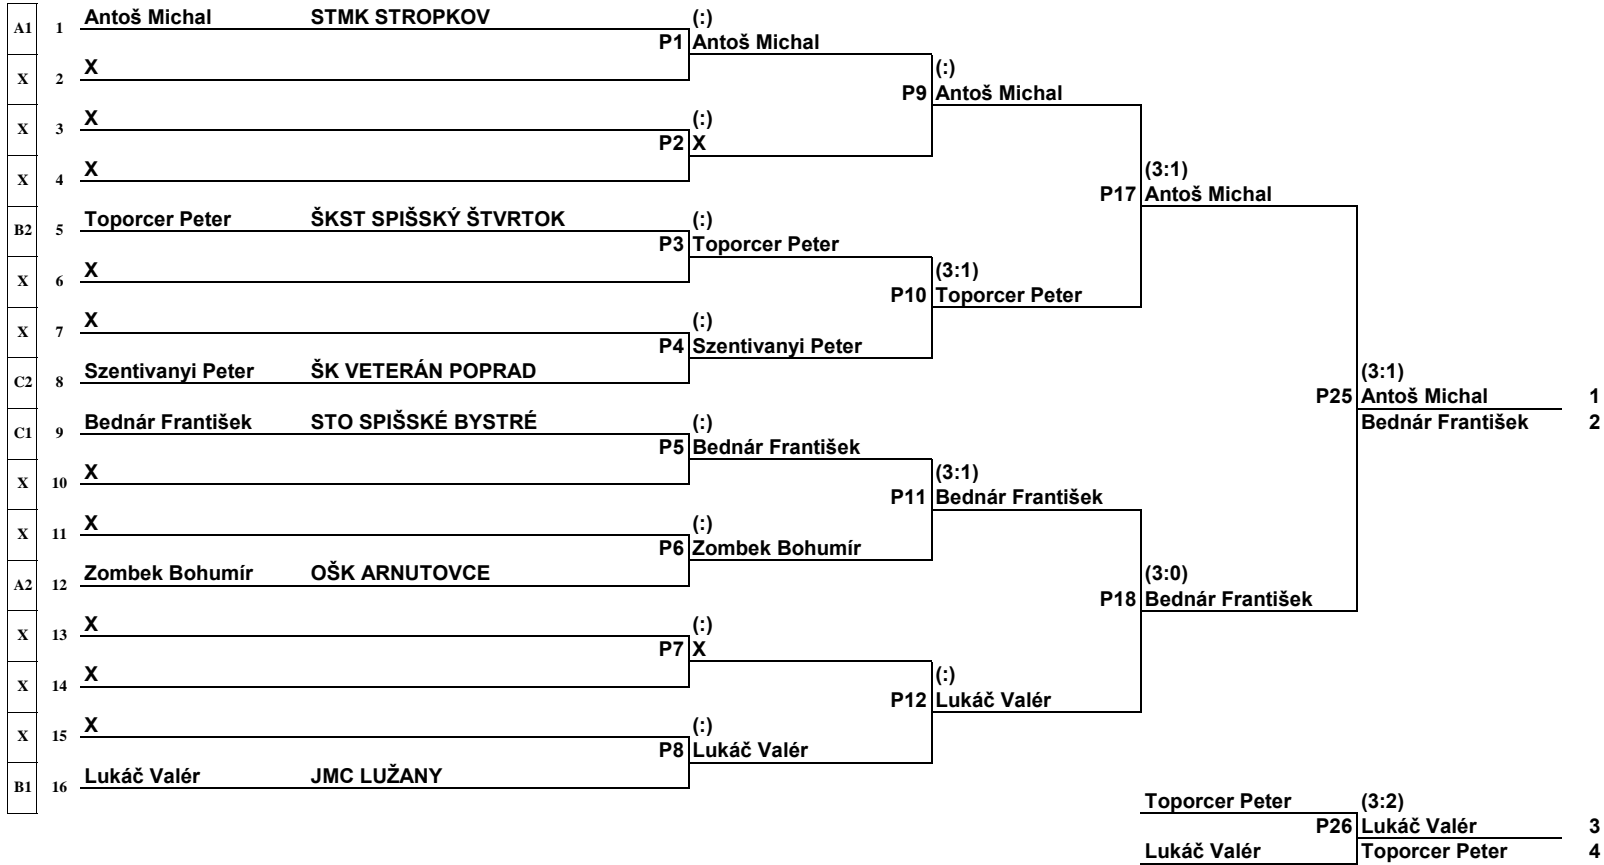 A1 1 Antoš Michal STMK STROPKOV (:)
P1 Antoš Michal
X 2 X (:)
P9 Antoš Michal
X 3 X (:)
P2 X
X 4 X (3:1)
P17 Antoš Michal
B2 5 Toporcer Peter ŠKST SPIŠSKÝ ŠTVRTOK (:)
P3 Toporcer Peter
X 6 X (3:1)
P10 Toporcer Peter
X 7 X (:)
P4 Szentivanyi Peter
C2 8 Szentivanyi Peter ŠK VETERÁN POPRAD (3:1)
P25 Antoš Michal 1
C1 9 Bednár František STO SPIŠSKÉ BYSTRÉ (:) Bednár František 2
P5 Bednár František
X 10 X (3:1)
P11 Bednár František
X 11 X (:)
P6 Zombek Bohumír
A2 12 Zombek Bohumír OŠK ARNUTOVCE (3:0)
P18 Bednár František
X 13 X (:)
P7 X
X 14 X (:)
P12 Lukáč Valér
X 15 X (:)
P8 Lukáč Valér
B1 16 Lukáč Valér JMC LUŽANY
Toporcer Peter (3:2)
P26 Lukáč Valér 3
Lukáč Valér Toporcer Peter 4